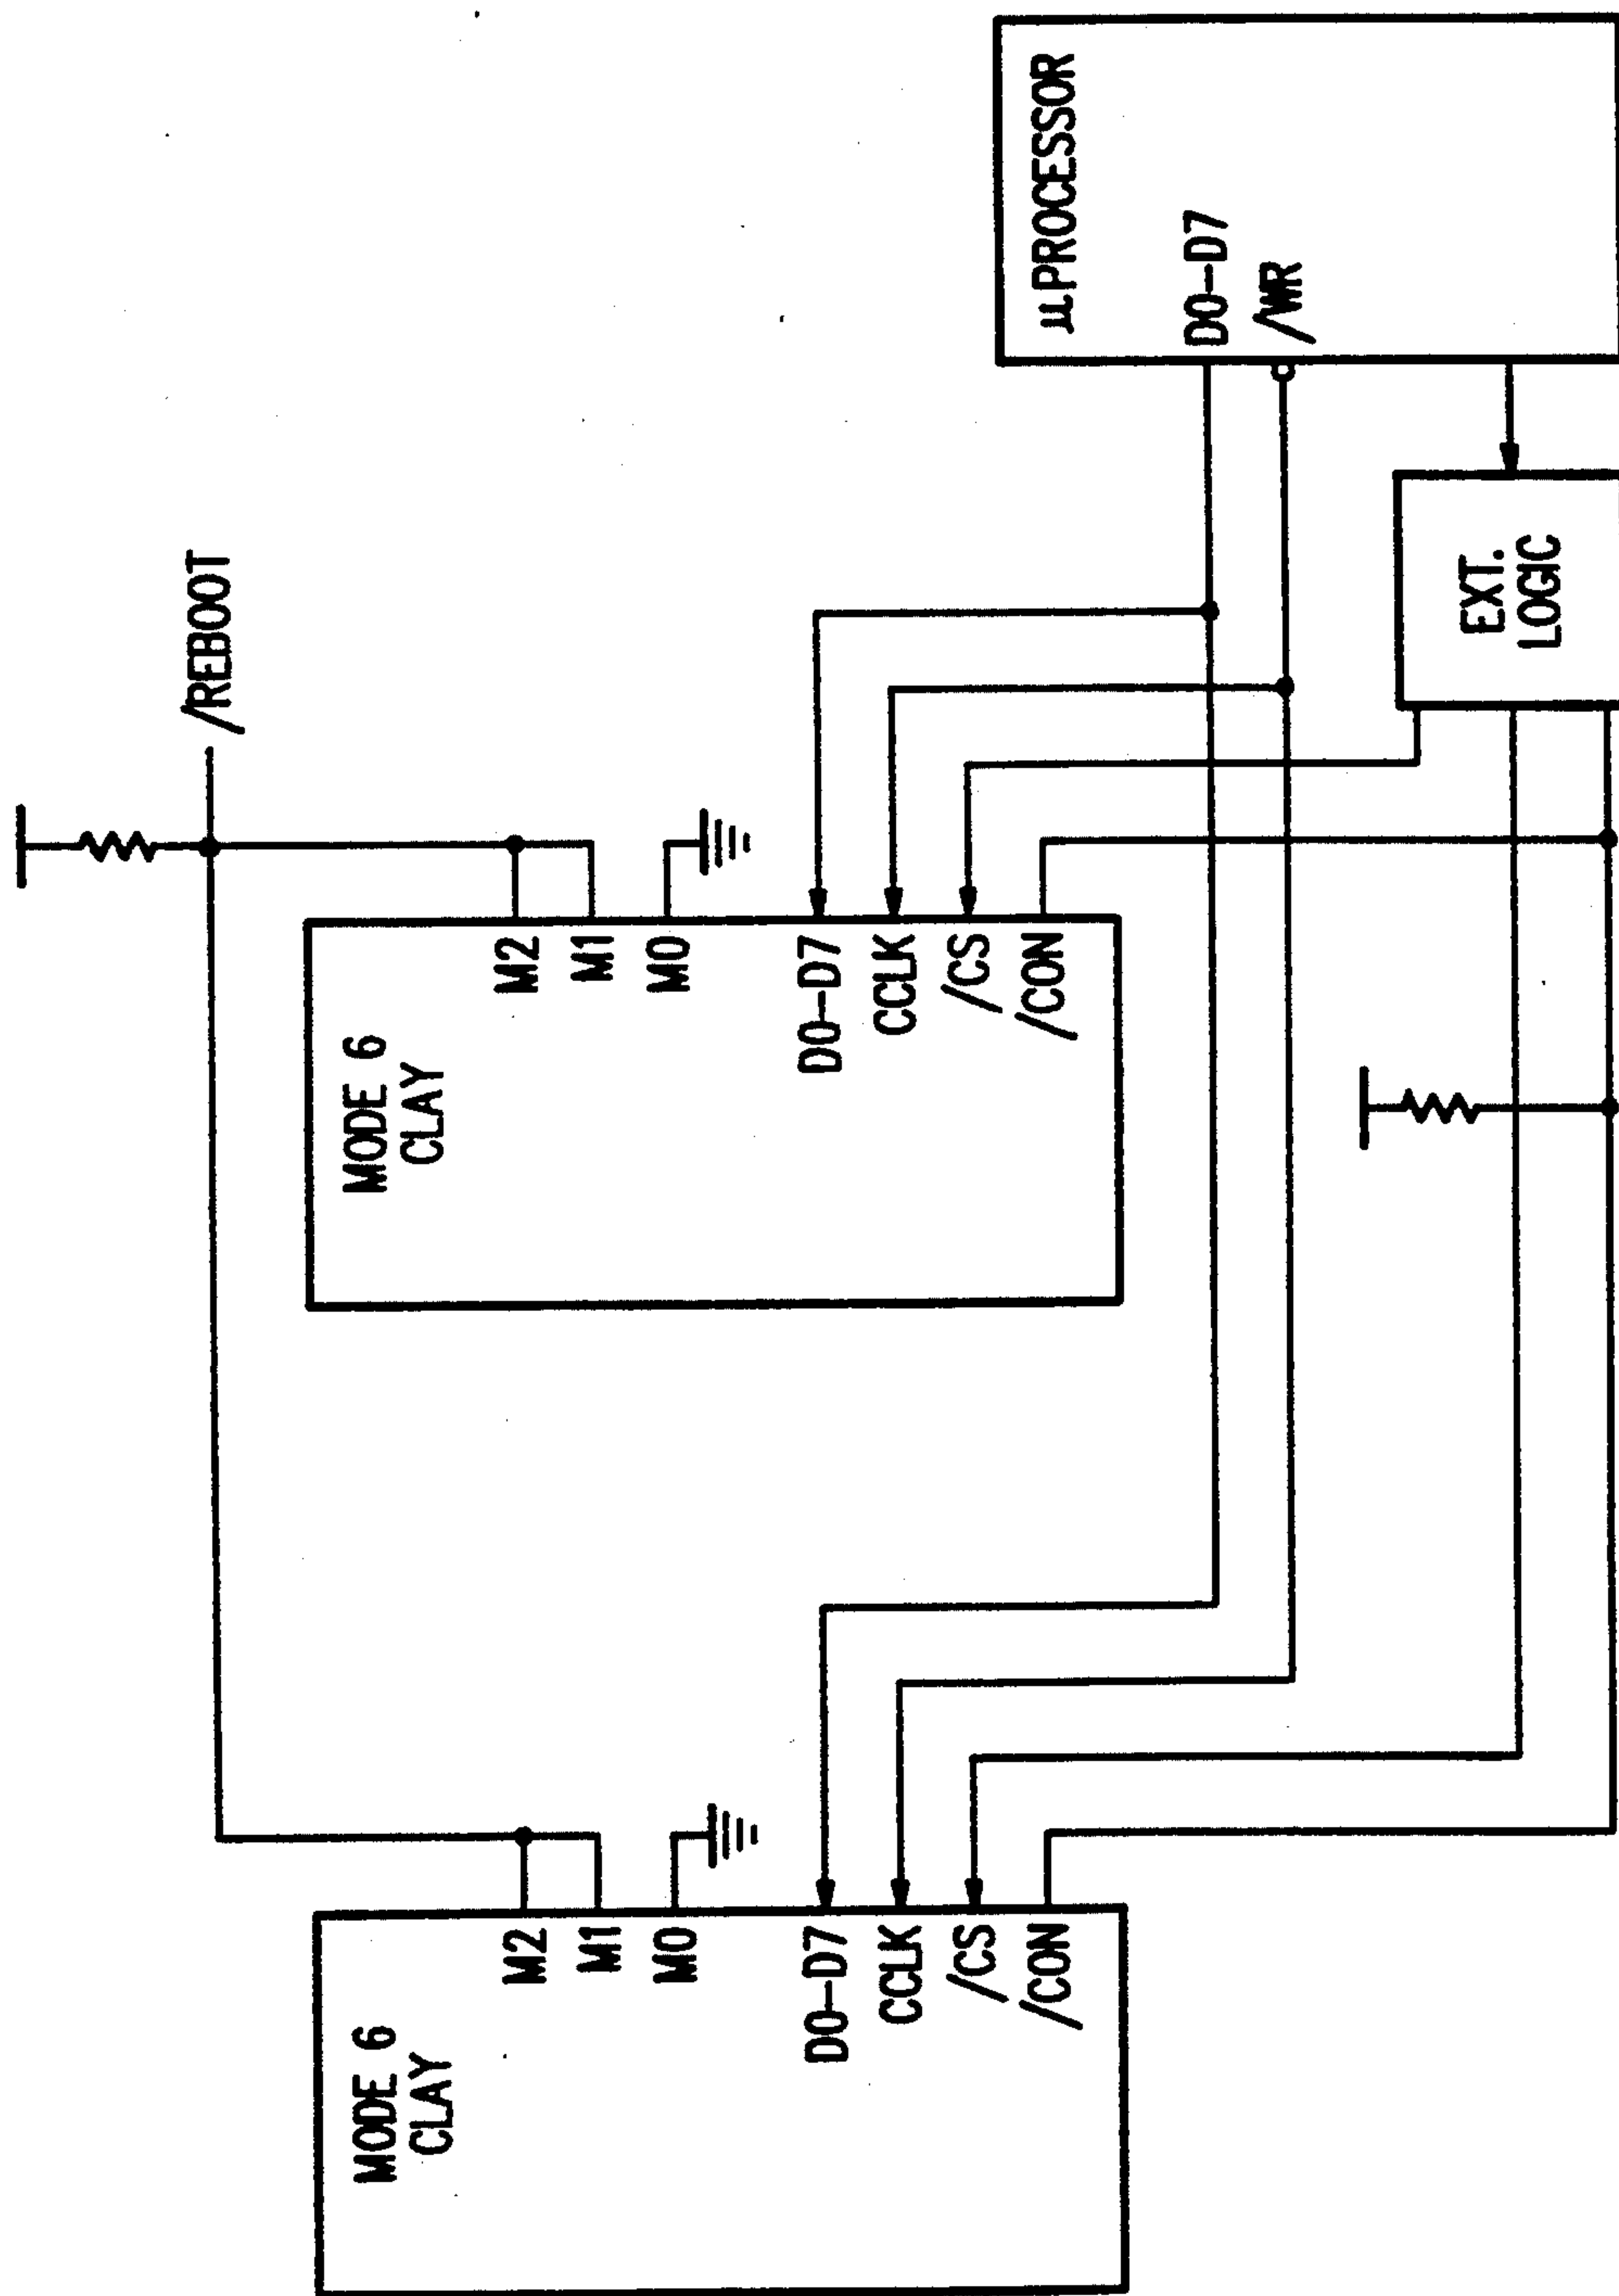 /REBOOT
MODE 6
CLAY
M2
M1
M0
D0-D7
CCLK
/CS
/CON
MODE 6
CLAY
M2
M1
M0
D0-D7
CCLK
/CS
/CON
µPROCESSOR
D0-D7
/WR
EXT.
LOGIC